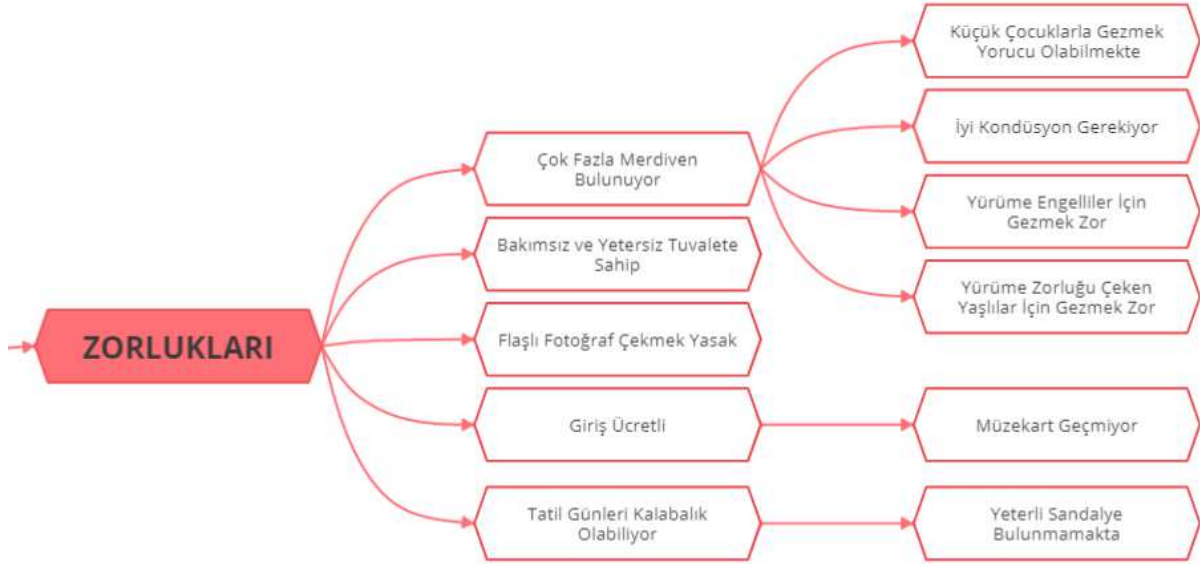 ZORLUKLARI
Çok Fazla Merdiven
Bulunuyor
Küçük Çocuklarla Gezmek
Yorucu Olabilmekte
İyi Kondüsyon Gerekiyor
Yürüme Engelliler İçin
Gezmek Zor
Yürüme Zorluğu Çeken
Yaşlılar İçin Gezmek Zor
Bakımsız ve Yetersiz Tuvalete
Sahip
Flaşlı Fotoğraf Çekmek Yasak
Giriş Ücretli
Müzekart Geçmiyor
Tatil Günleri Kalabalık
Olabiliyor
Yeterli Sandalye
Bulunmamakta